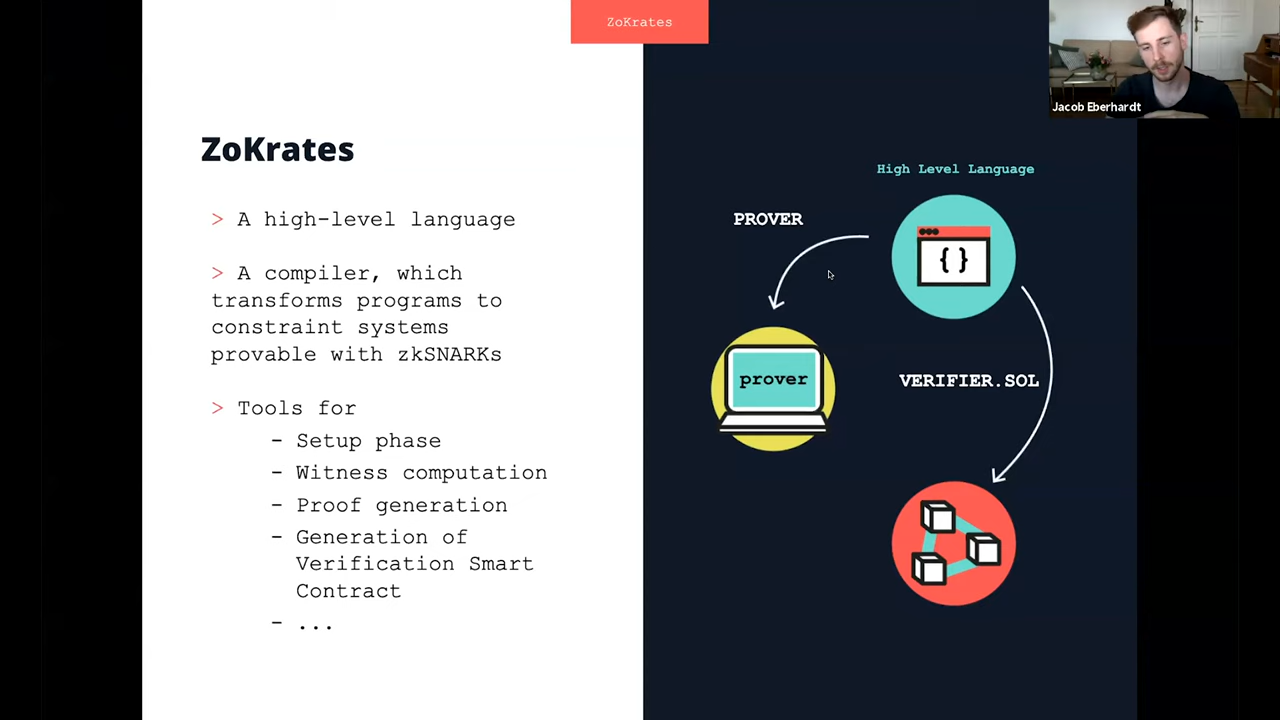 ZoKrates
Jacob Eberhardt
ZoKrates
> A high-level language
> A compiler, which
transforms programs to
constraint systems
provable with zkSNARKs
> Tools for
- Setup phase
- Witness computation
- Proof generation
- Generation of
Verification Smart
Contract
- ...
High Level Language
PROVER
{}
prover
VERIFIER.SOL